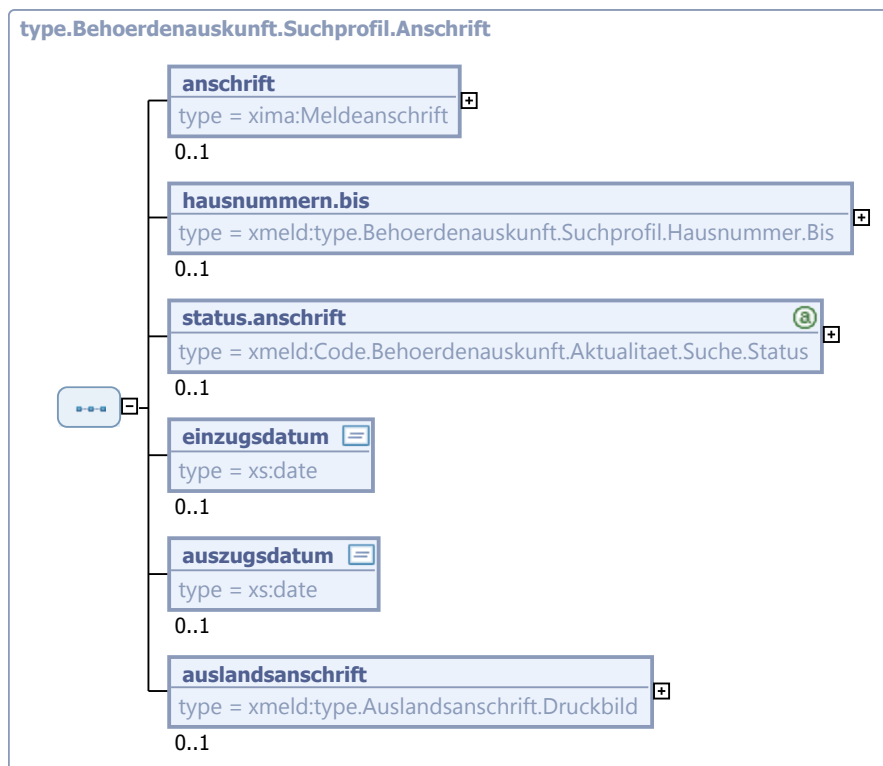 type.Behoerdenauskunft.Suchprofil.Anschrift
anschrift
type = xima:Meldeanschrift
0..1
hausnummern.bis
type = xmeld:type.Behoerdenauskunft.Suchprofil.Hausnummer.Bis
0..1
status.anschrift
type = xmeld:Code.Behoerdenauskunft.Aktualitaet.Suche.Status
0..1
einzugsdatum
type = xs:date
0..1
auszugsdatum
type = xs:date
0..1
auslandsanschrift
type = xmeld:type.Auslandsanschrift.Druckbild
0..1